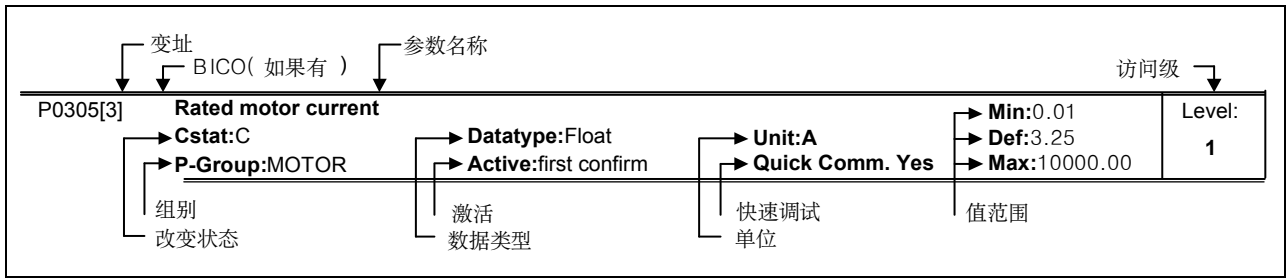 变址 参数名称
BICO( 如果有 ) 访问级
P0305[3] Rated motor current Min:0.01 Level:
Cstat:C Datatype:Float Unit:A Def:3.25 1
P-Group:MOTOR Active:first confirm Quick Comm. Yes Max:10000.00
组别 激活 快速调试 值范围
改变状态 数据类型 单位